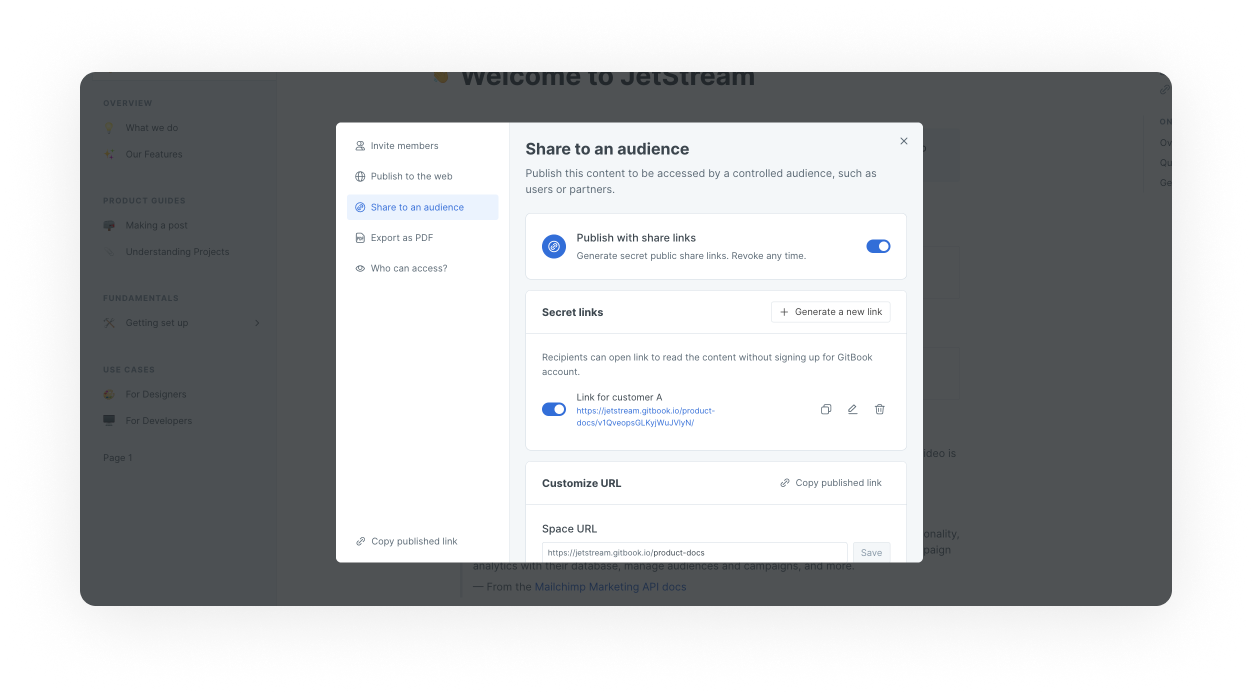 Welcome to JetStream
OVERVIEW
What we do
Our Features
PRODUCT GUIDES
Making a post
Understanding Projects
FUNDAMENTALS
Getting set up
USE CASES
For Designers
For Developers
Page 1
Invite members
Publish to the web
Share to an audience
Export as PDF
Who can access?
Copy published link
Share to an audience
Publish this content to be accessed by a controlled audience, such as
users or partners.
Publish with share links
Generate secret public share links. Revoke any time.
Secret links
Generate a new link
Recipients can open link to read the content without signing up for GitBook
account.
Link for customer A
https://jetstream.gitbook.io/product-
docs/v1QveopsGLKyjWuJVlyN/
Customize URL
Copy published link
Space URL
https://jetstream.gitbook.io/product-docs
Save
ON
Ov
Qu
Ge
ideo is
onality,
paign
analytics with their database, manage audiences and campaigns, and more.
— From the Mailchimp Marketing API docs